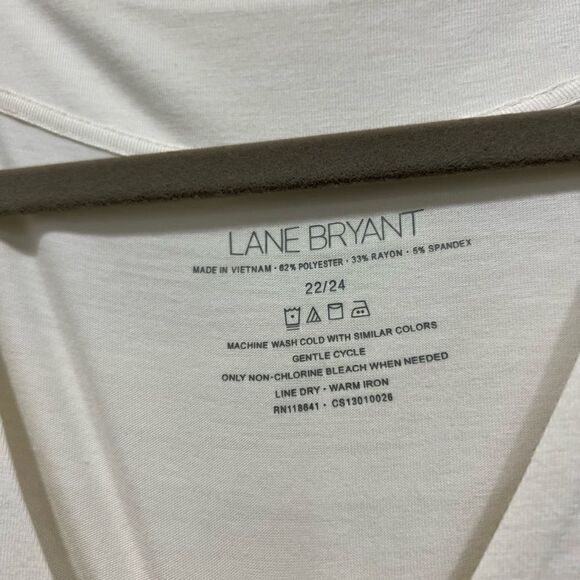 LANE BRYANT
MADE IN VIETNAM • 62% POLYESTER • 33% RAYON • 5% SPANDEX
22/24
MACHINE WASH COLD WITH SIMILAR COLORS
GENTLE CYCLE
ONLY NON-CHLORINE BLEACH WHEN NEEDED
LINE DRY • WARM IRON
RN118641 • CS13010026